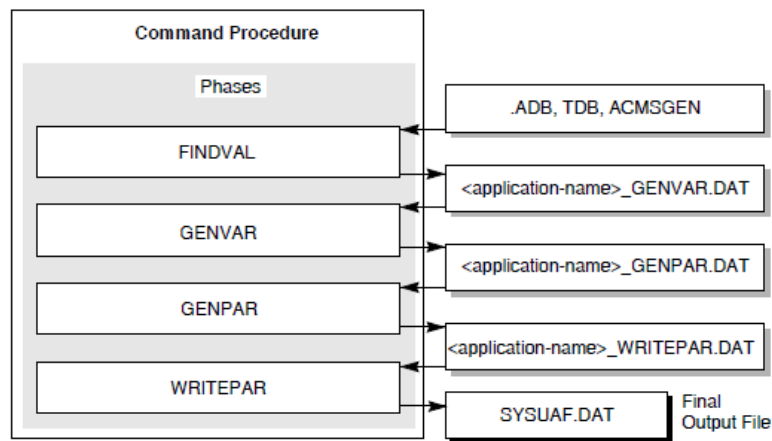 Command Procedure
Phases
.ADB, TDB, ACMSGEN
FINDVAL
<application-name>_GENVAR.DAT
GENVAR
<application-name>_GENPAR.DAT
GENPAR
<application-name>_WRITEPAR.DAT
WRITEPAR
SYSUAF.DAT
Final
Output File